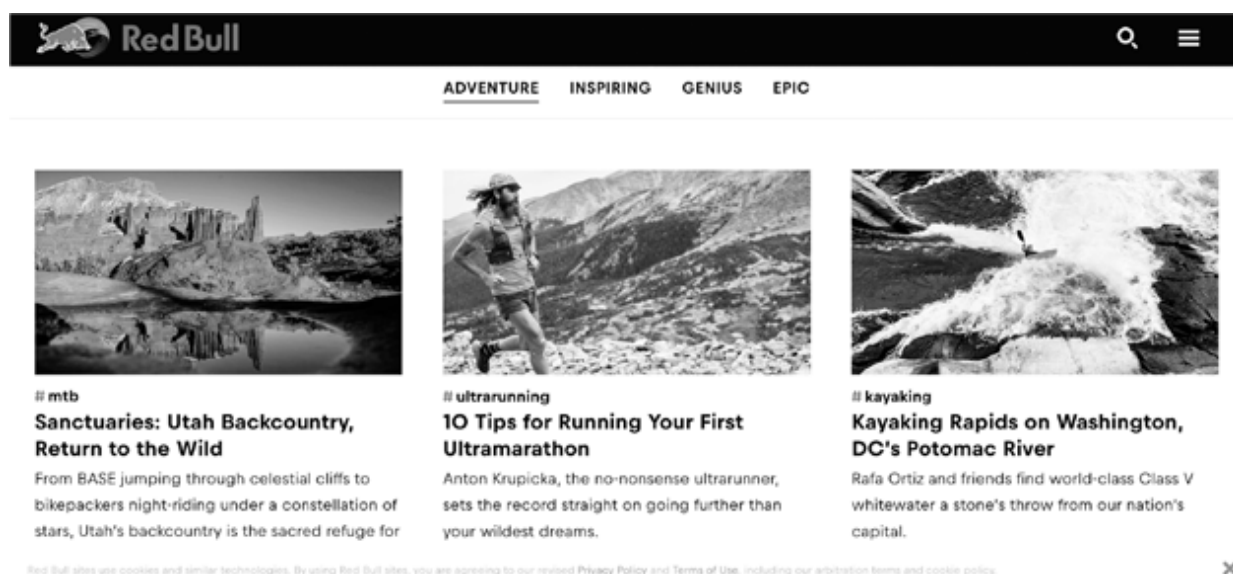 Red Bull
ADVENTURE INSPIRING GENIUS EPIC
# mtb
Sanctuaries: Utah Backcountry,
Return to the Wild
From BASE jumping through celestial cliffs to
bikepackers night-riding under a constellation of
stars, Utah's backcountry is the sacred refuge for
# ultrarunning
10 Tips for Running Your First
Ultramarathon
Anton Krupicka, the no-nonsense ultrarunner,
sets the record straight on going further than
your wildest dreams.
# kayaking
Kayaking Rapids on Washington,
DC's Potomac River
Rafa Ortiz and friends find world-class Class V
whitewater a stone's throw from our nation's
capital.
Red Bull sites use cookies and similar technologies. By using Red Bull sites, you are agreeing to our revised Privacy Policy and Terms of Use, including our arbitration terms and cookie policy.